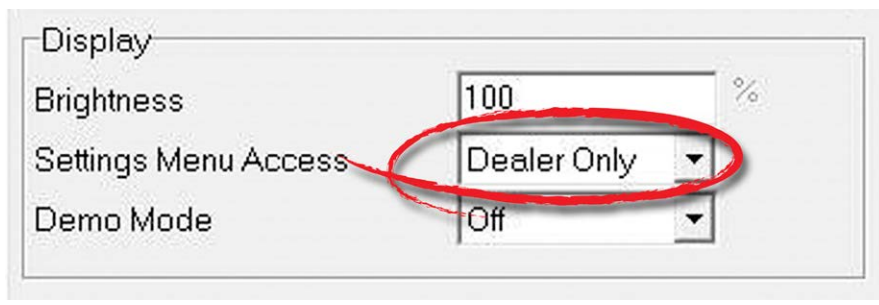 Display
Brightness 100 %
Settings Menu Access Dealer Only
Demo Mode Off